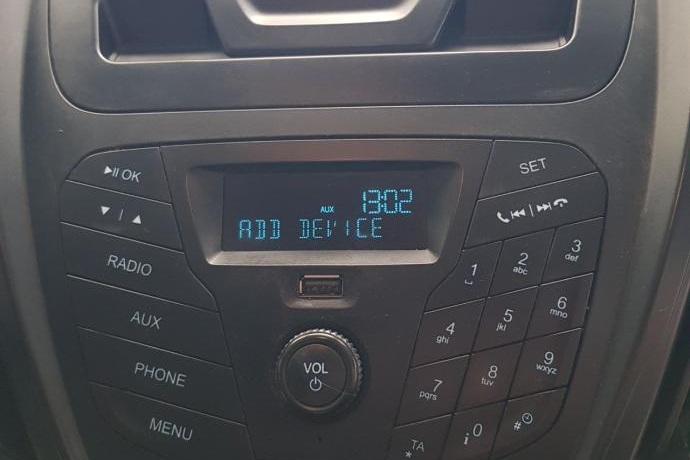 OK
SET
AUX
13:02
ADD DEVICE
RADIO
AUX
PHONE
MENU
VOL
1
2 abc
3 def
4 ghi
5 jkl
6 mno
7 pqrs
8 tuv
9 wxyz
TA
*
i 0
#